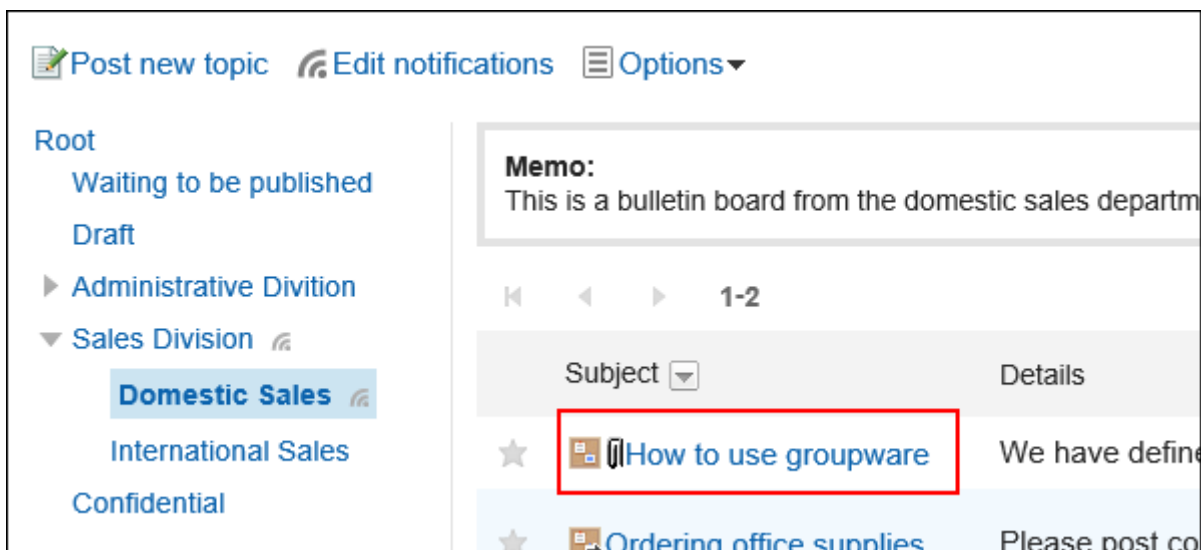 Post new topic Edit notifications Options
Root
Waiting to be published
Draft
Administrative Divition
Sales Division
Domestic Sales
International Sales
Confidential
Memo:
This is a bulletin board from the domestic sales departm
1-2
Subject Details
How to use groupware We have define
Ordering office supplies Please post co